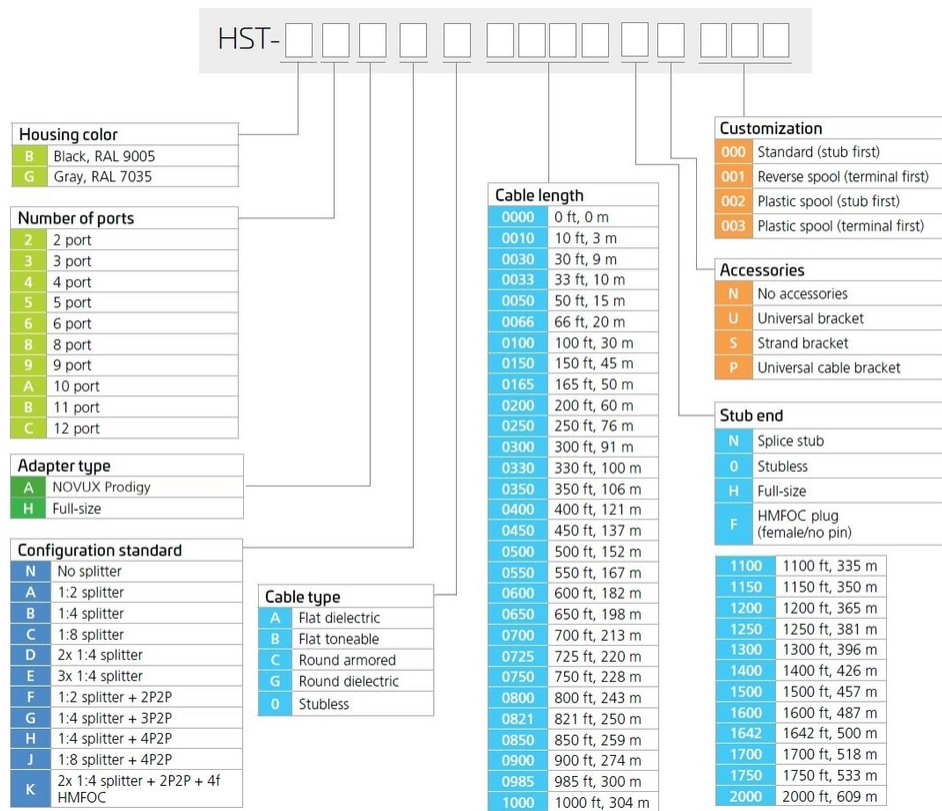 HST-
Housing color
B Black, RAL 9005
G Gray, RAL 7035
Number of ports
2 2 port
3 3 port
4 4 port
5 5 port
6 6 port
8 8 port
9 9 port
A 10 port
B 11 port
C 12 port
Adapter type
A NOVUX Prodigy
H Full-size
Configuration standard
N No splitter
A 1:2 splitter
B 1:4 splitter
C 1:8 splitter
D 2x 1:4 splitter
E 3x 1:4 splitter
F 1:2 splitter + 2P2P
G 1:4 splitter + 3P2P
H 1:4 splitter + 4P2P
J 1:8 splitter + 4P2P
K 2x 1:4 splitter + 2P2P + 4f
HMFOC
Cable type
A Flat dielectric
B Flat toneable
C Round armored
G Round dielectric
0 Stubless
Cable length
0000 0 ft, 0 m
0010 10 ft, 3 m
0030 30 ft, 9 m
0033 33 ft, 10 m
0050 50 ft, 15 m
0066 66 ft, 20 m
0100 100 ft, 30 m
0150 150 ft, 45 m
0165 165 ft, 50 m
0200 200 ft, 60 m
0250 250 ft, 76 m
0300 300 ft, 91 m
0330 330 ft, 100 m
0350 350 ft, 106 m
0400 400 ft, 121 m
0450 450 ft, 137 m
0500 500 ft, 152 m
0550 550 ft, 167 m
0600 600 ft, 182 m
0650 650 ft, 198 m
0700 700 ft, 213 m
0725 725 ft, 220 m
0750 750 ft, 228 m
0800 800 ft, 243 m
0821 821 ft, 250 m
0850 850 ft, 259 m
0900 900 ft, 274 m
0985 985 ft, 300 m
1000 1000 ft, 304 m
1100 1100 ft, 335 m
1150 1150 ft, 350 m
1200 1200 ft, 365 m
1250 1250 ft, 381 m
1300 1300 ft, 396 m
1400 1400 ft, 426 m
1500 1500 ft, 457 m
1600 1600 ft, 487 m
1642 1642 ft, 500 m
1700 1700 ft, 518 m
1750 1750 ft, 533 m
2000 2000 ft, 609 m
Stub end
N Splice stub
0 Stubless
H Full-size
F HMFOC plug
(female/no pin)
Accessories
N No accessories
U Universal bracket
S Strand bracket
P Universal cable bracket
Customization
000 Standard (stub first)
001 Reverse spool (terminal first)
002 Plastic spool (stub first)
003 Plastic spool (terminal first)